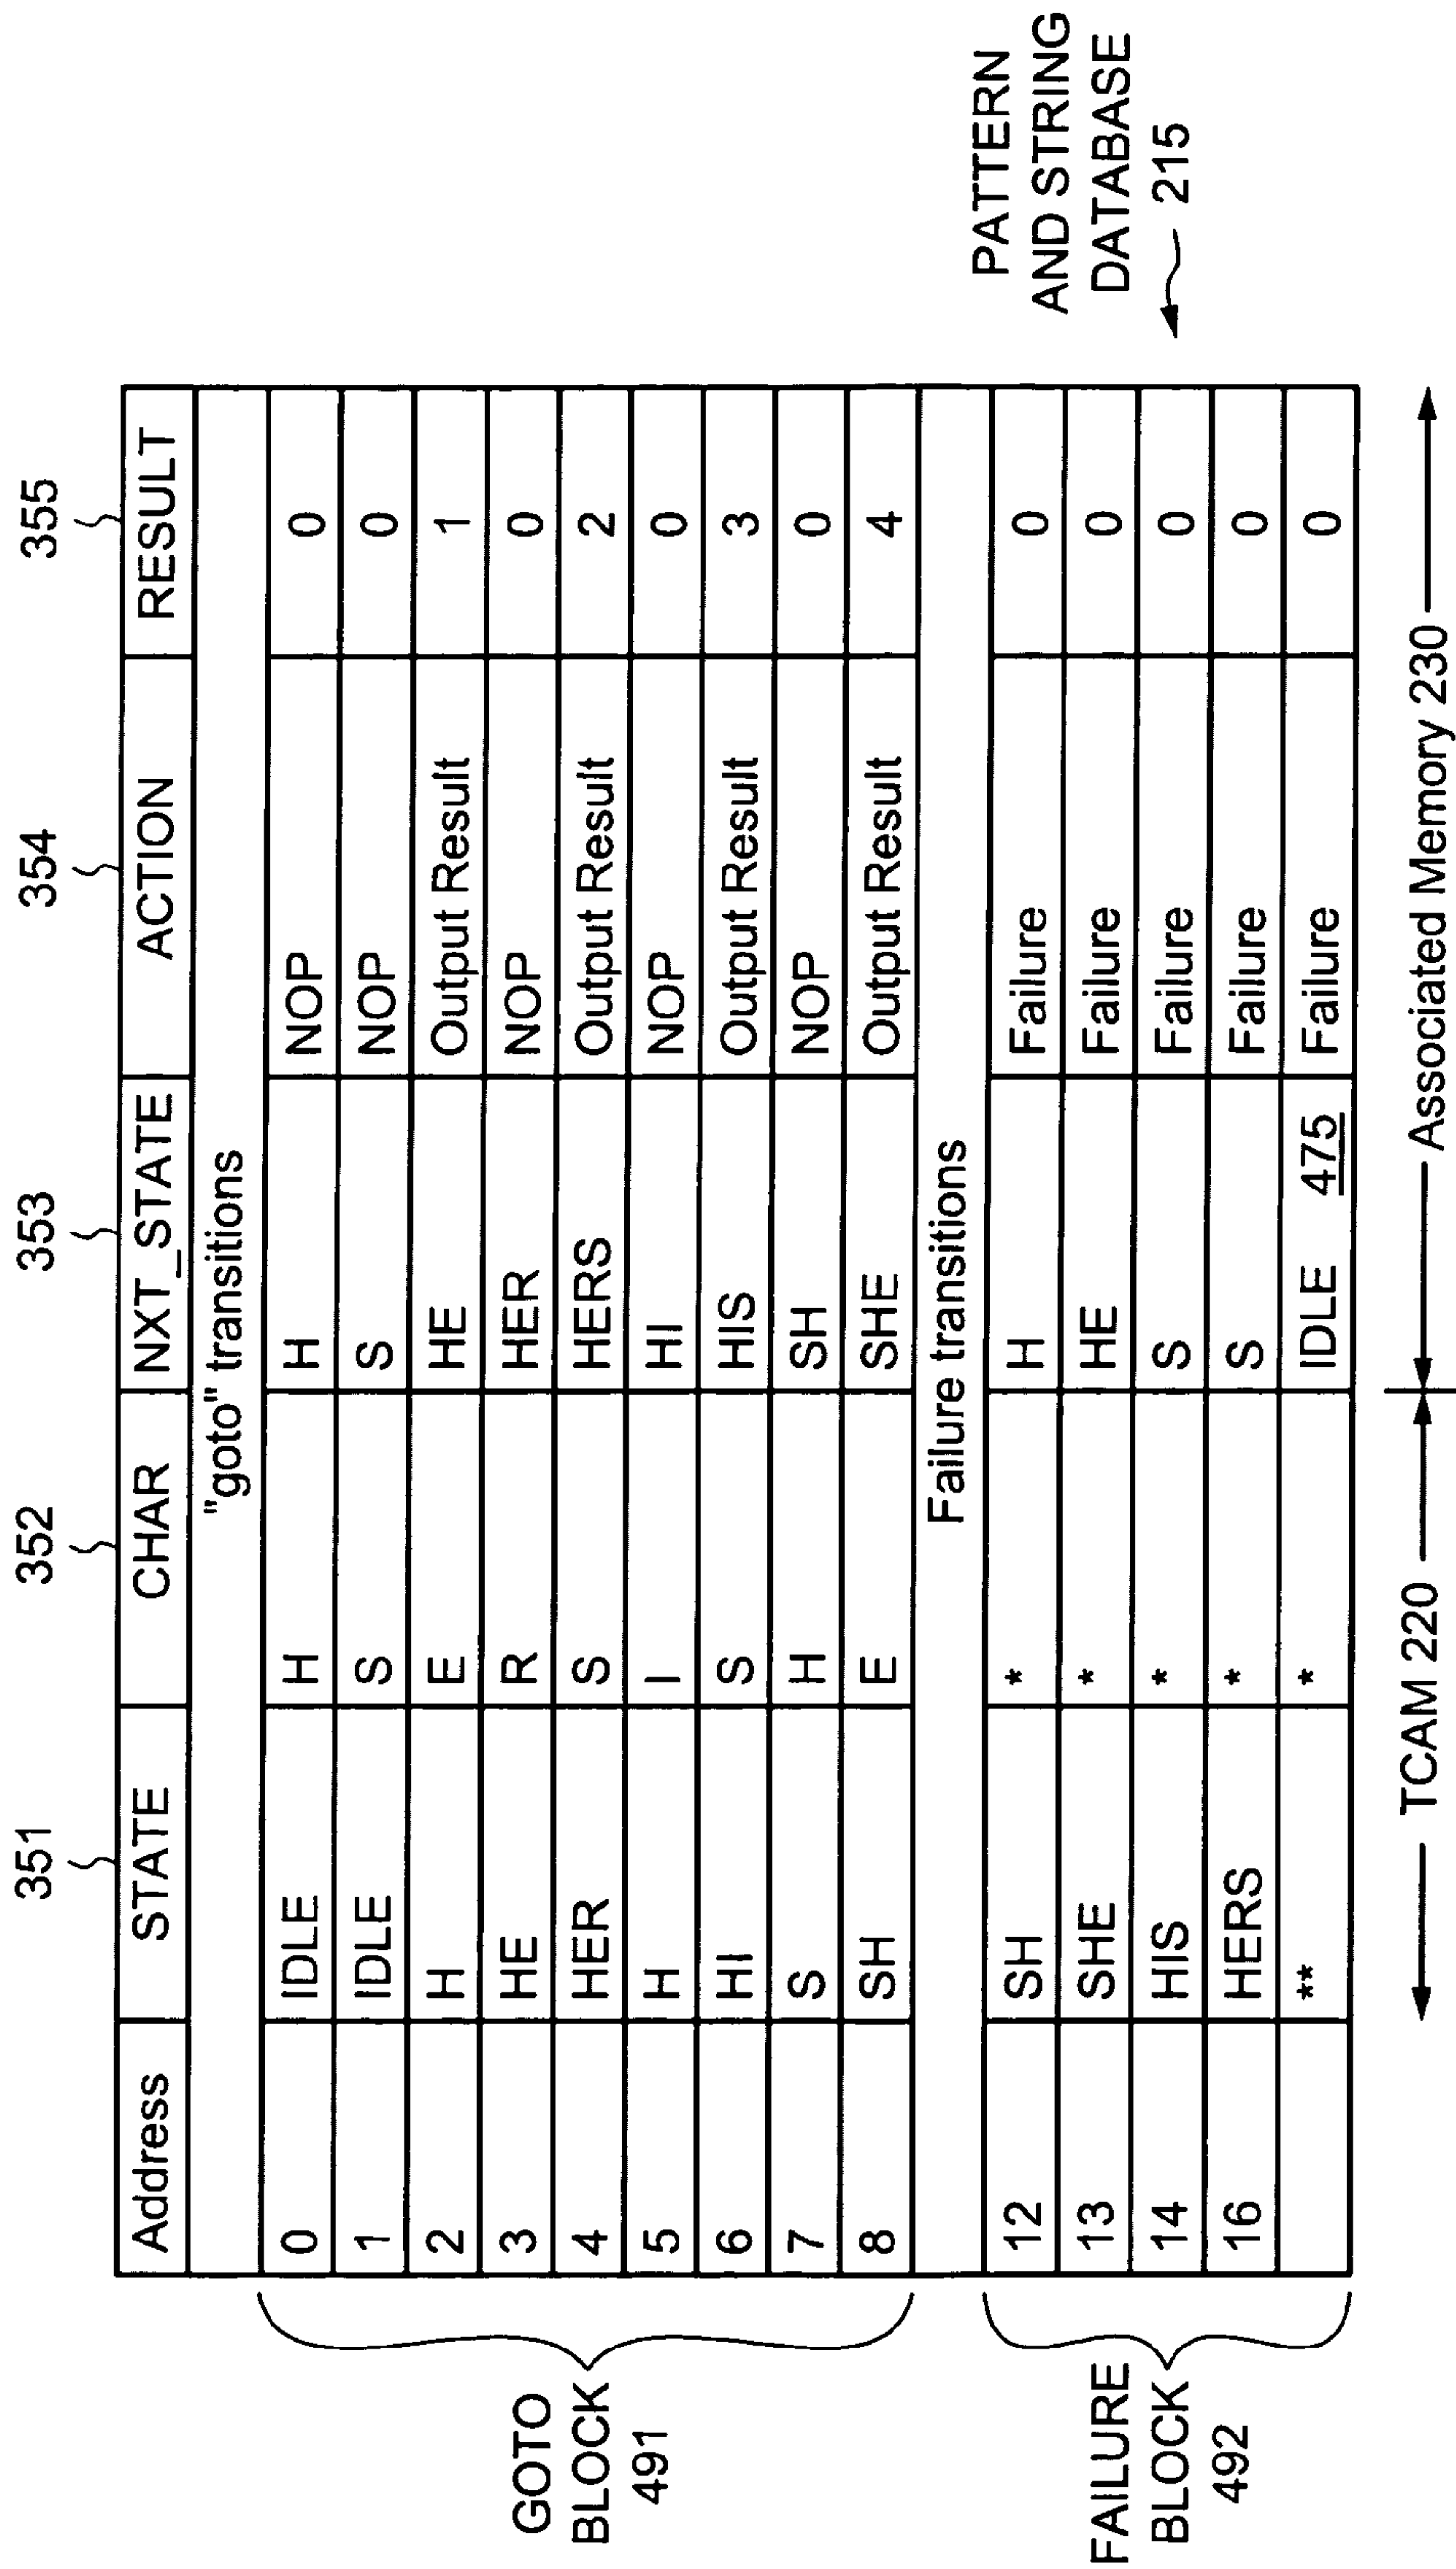 351 352 353 354 355
Address STATE CHAR NXT_STATE ACTION RESULT
"goto" transitions
0 IDLE H H NOP 0
1 IDLE S S NOP 0
2 H E HE Output Result 1
3 HE R HER NOP 0
4 HER S HERS Output Result 2
5 H I HI NOP 0
6 HI S HIS Output Result 3
7 S H SH NOP 0
8 SH E SHE Output Result 4
Failure transitions
12 SH * H Failure 0
13 SHE * HE Failure 0
14 HIS * S Failure 0
16 HERS * S Failure 0
** * IDLE 475 Failure 0
GOTO
BLOCK
491
FAILURE
BLOCK
492
TCAM 220
Associated Memory 230
PATTERN
AND STRING
DATABASE
215